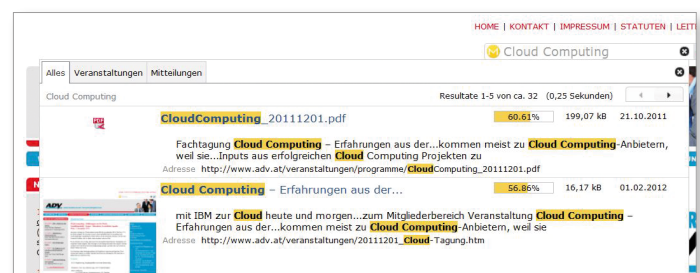 HOME | KONTAKT | IMPRESSUM | STATUTEN | LEIT
Cloud Computing
Alles Veranstaltungen Mitteilungen
Cloud Computing Resultate 1-5 von ca. 32 (0,25 Sekunden)
CloudComputing_20111201.pdf 60.61% 199,07 kB 21.10.2011
Fachtagung Cloud Computing – Erfahrungen aus der...kommen meist zu Cloud Computing-Anbietern,
weil sie...Inputs aus erfolgreichen Cloud Computing Projekten zu
Adresse http://www.adv.at/veranstaltungen/programme/CloudComputing_20111201.pdf
Cloud Computing – Erfahrungen aus der... 56.86% 16,17 kB 01.02.2012
mit IBM zur Cloud heute und morgen...zum Mitgliederbereich Veranstaltung Cloud Computing –
Erfahrungen aus der...kommen meist zu Cloud Computing-Anbietern, weil sie
Adresse http://www.adv.at/veranstaltungen/20111201_Cloud-Tagung.htm
ADV